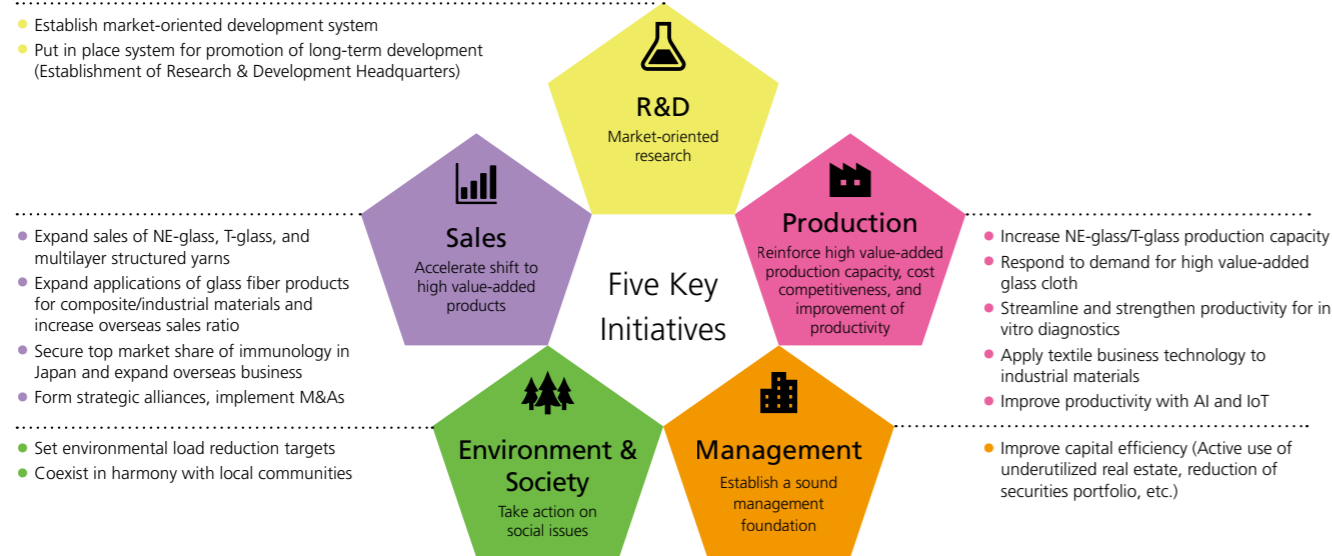 Establish market-oriented development system
Put in place system for promotion of long-term development
(Establishment of Research & Development Headquarters)
R&D
Market-oriented
research
Sales
Accelerate shift to
high value-added
products
Expand sales of NE-glass, T-glass, and
multilayer structured yarns
Expand applications of glass fiber products
for composite/industrial materials and
increase overseas sales ratio
Secure top market share of immunology in
Japan and expand overseas business
Form strategic alliances, implement M&As
Five Key
Initiatives
Production
Reinforce high value-added
production capacity, cost
competitiveness, and
improvement of
productivity
Increase NE-glass/T-glass production capacity
Respond to demand for high value-added
glass cloth
Streamline and strengthen productivity for in
vitro diagnostics
Apply textile business technology to
industrial materials
Improve productivity with AI and IoT
Set environmental load reduction targets
Coexist in harmony with local communities
Environment &
Society
Take action on
social issues
Management
Establish a sound
management
foundation
Improve capital efficiency (Active use of
underutilized real estate, reduction of
securities portfolio, etc.)